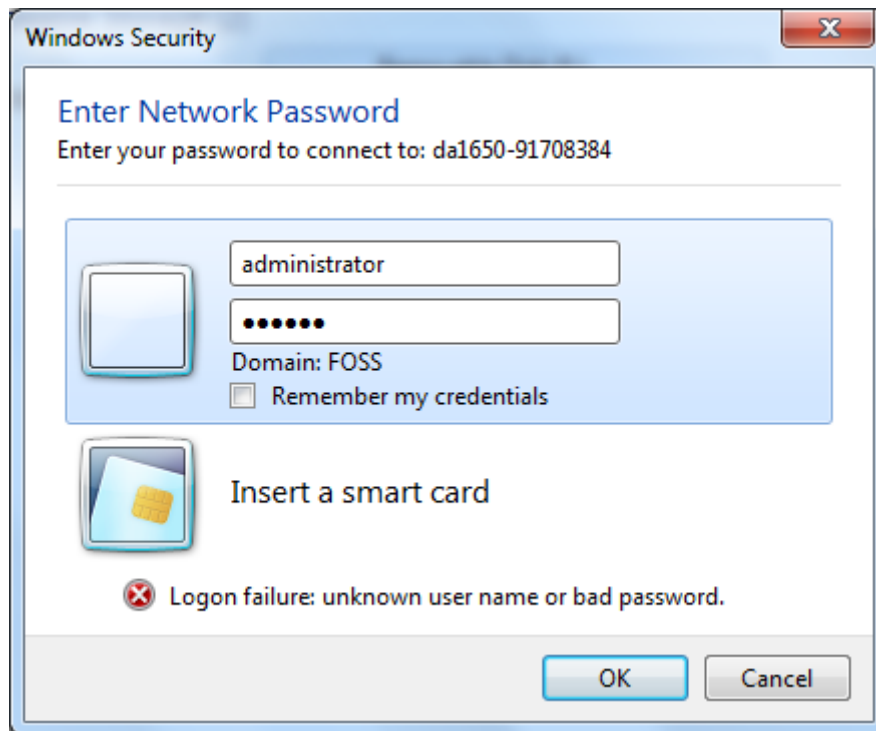 Windows Security
Enter Network Password
Enter your password to connect to: da1650-91708384
administrator
●●●●●●
Domain: FOSS
Remember my credentials
Insert a smart card
Logon failure: unknown user name or bad password.
OK
Cancel